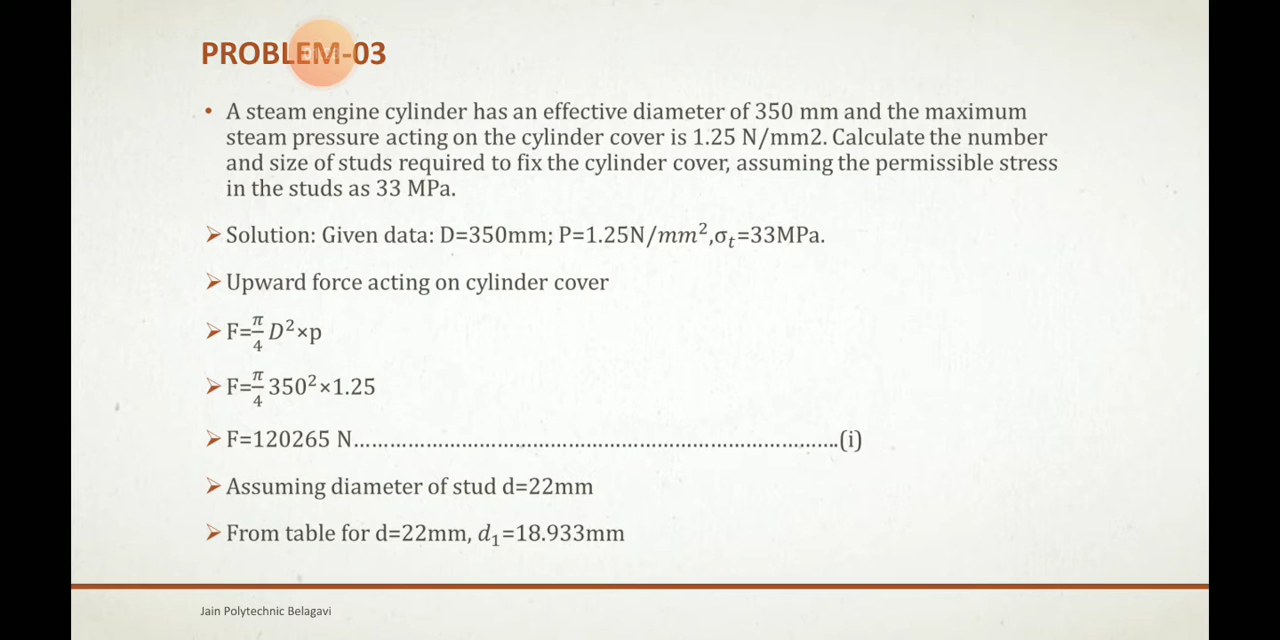 PROBLEM-03
• A steam engine cylinder has an effective diameter of 350 mm and the maximum
steam pressure acting on the cylinder cover is 1.25 N/mm2. Calculate the number
and size of studs required to fix the cylinder cover, assuming the permissible stress
in the studs as 33 MPa.
➢ Solution: Given data: D=350mm; P=1.25N/mm²,σₜ=33MPa.
➢ Upward force acting on cylinder cover
➢ F=π/4 D²×p
➢ F=π/4 350²×1.25
➢ F=120265 N……………………………………………………………………….(i)
➢ Assuming diameter of stud d=22mm
➢ From table for d=22mm, d₁=18.933mm
Jain Polytechnic Belagavi